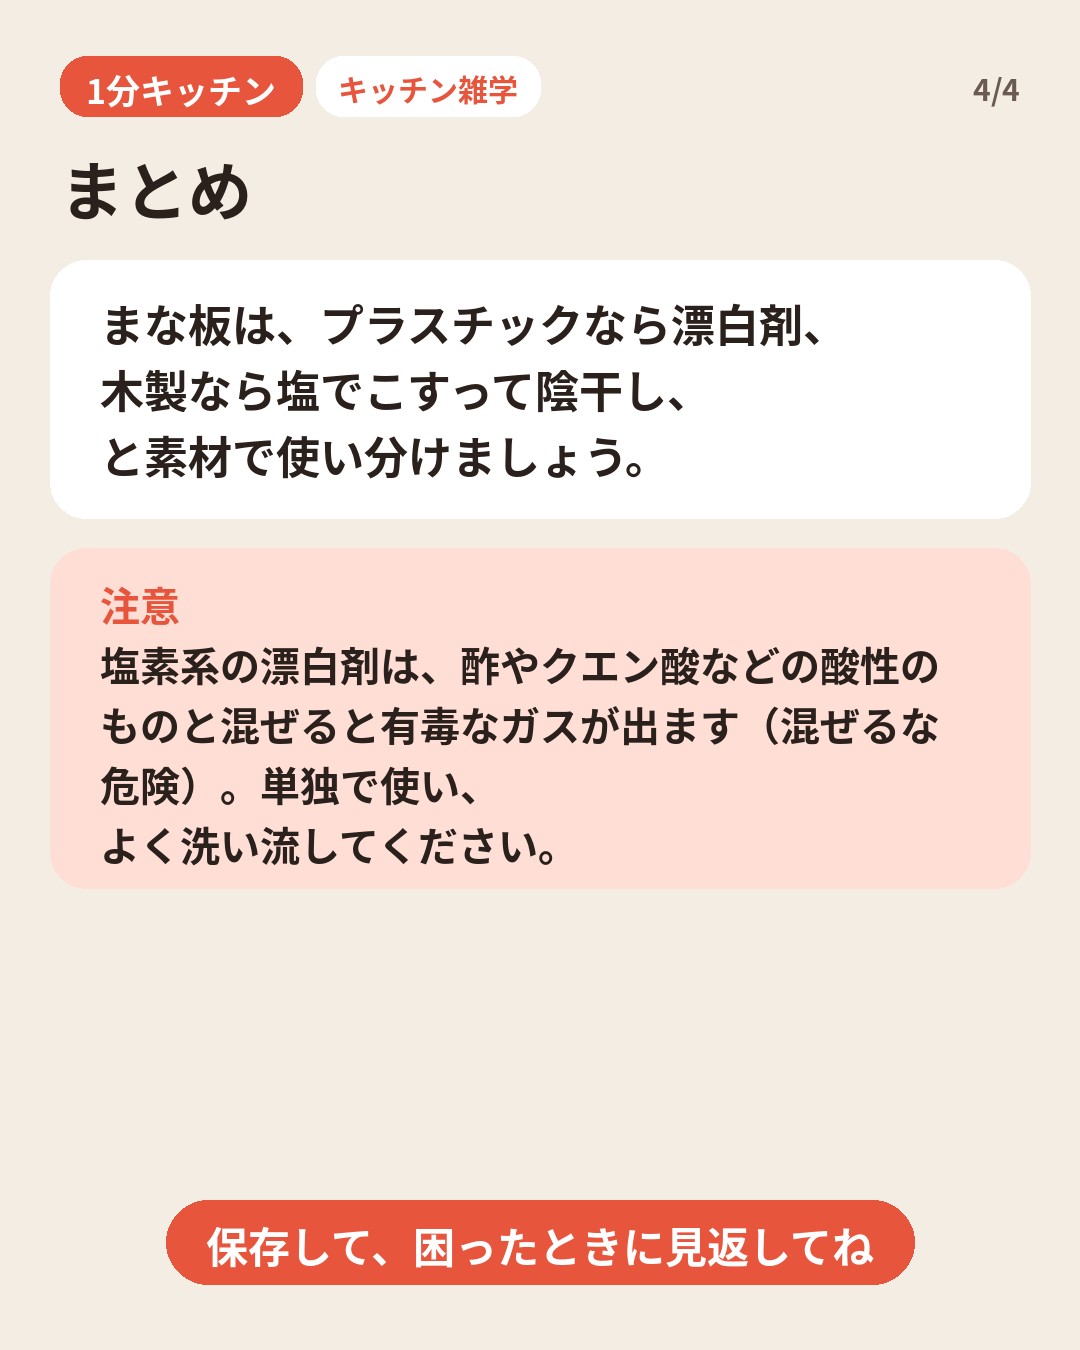 1分キッチン
キッチン雑学
4/4
まとめ
まな板は、プラスチックなら漂白剤、
木製なら塩でこすって陰干し、
と素材で使い分けましょう。
注意
塩素系の漂白剤は、酢やクエン酸などの酸性の
ものと混ぜると有毒なガスが出ます（混ぜるな
危険）。単独で使い、
よく洗い流してください。
保存して、困ったときに見返してね